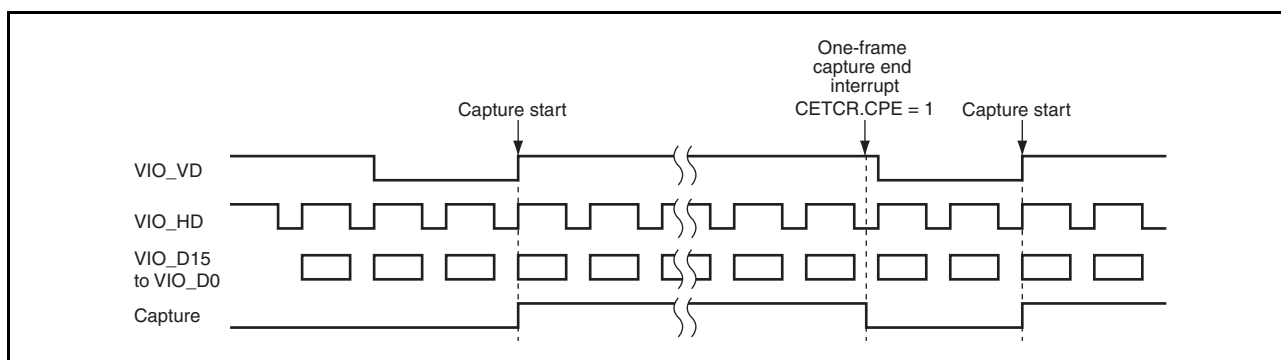 One-frame
capture end
interrupt
CETCR.CPE = 1
Capture start
Capture start
VIO_VD
VIO_HD
VIO_D15
to VIO_D0
Capture